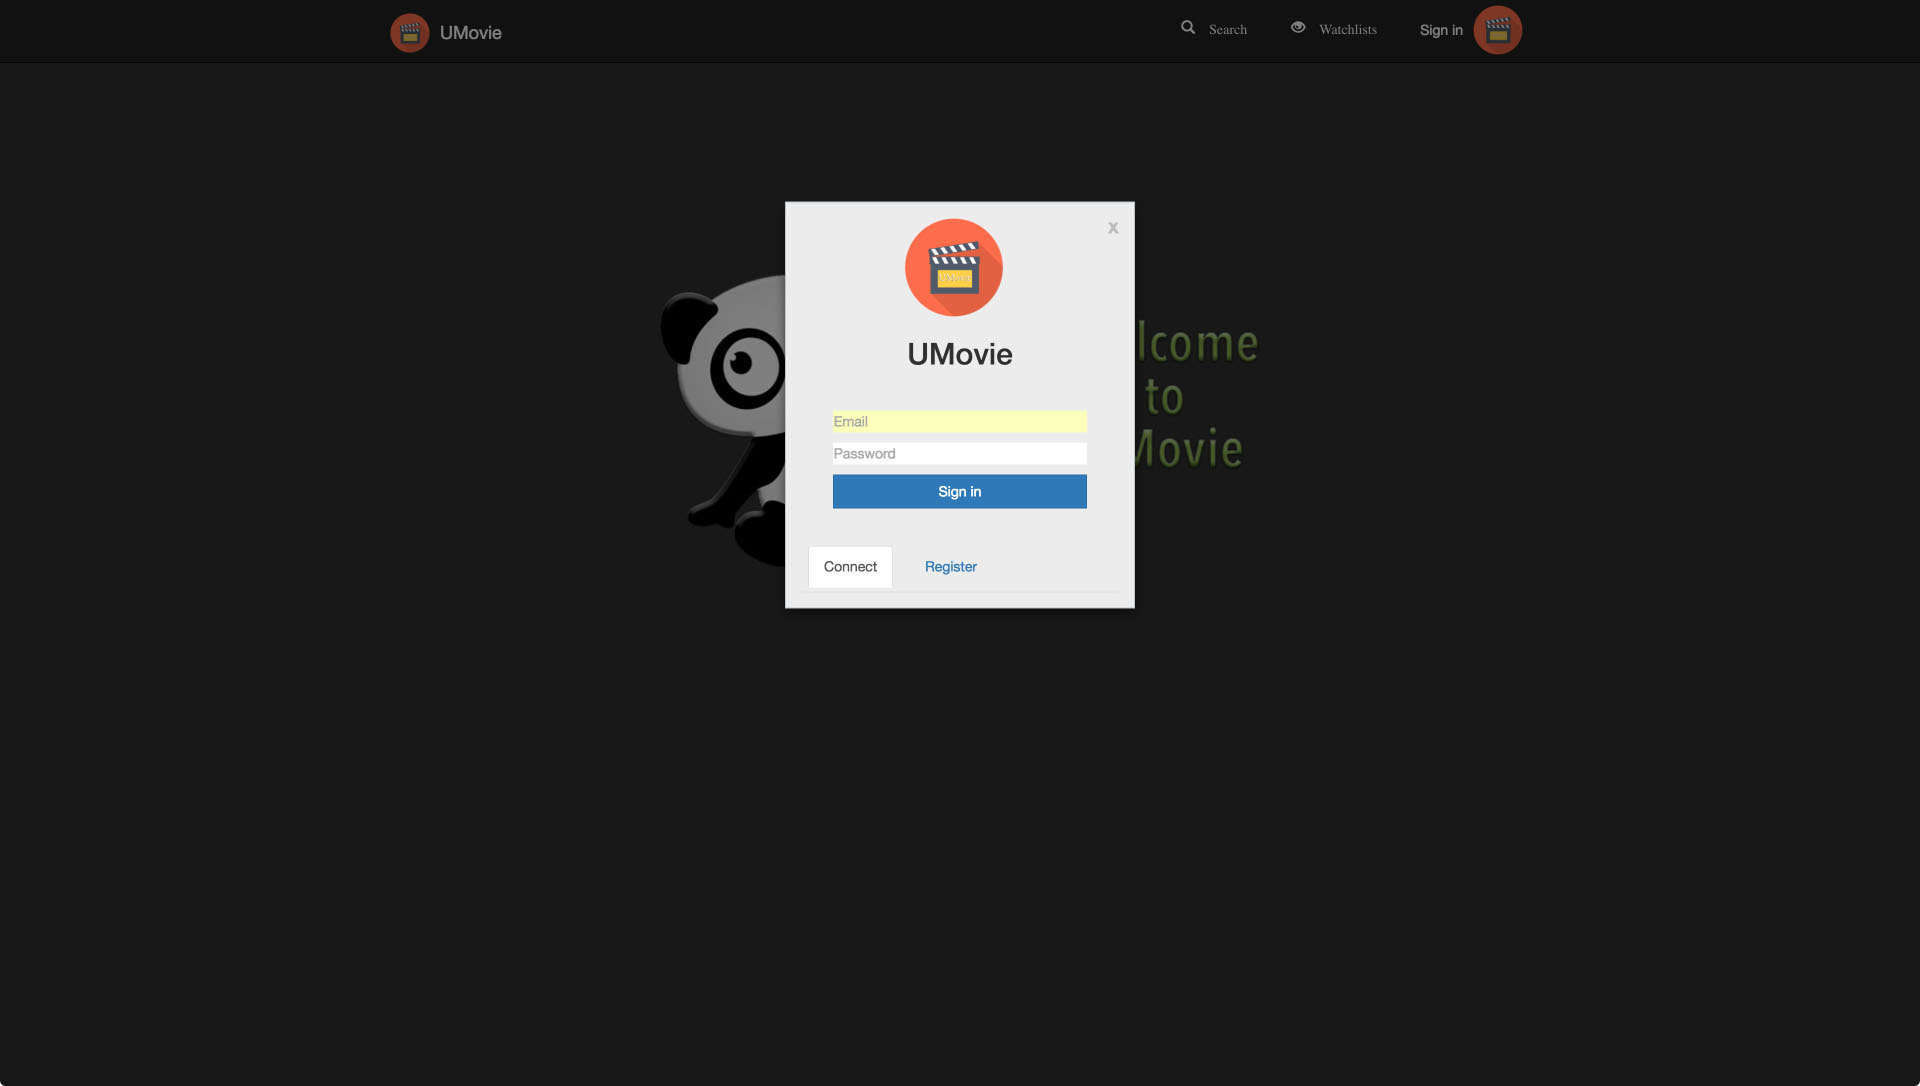 UMovie
Search
Watchlists
Sign in
x
UMovie
UMovie
Email
Password
Sign in
Connect
Register
lcome
to
Movie